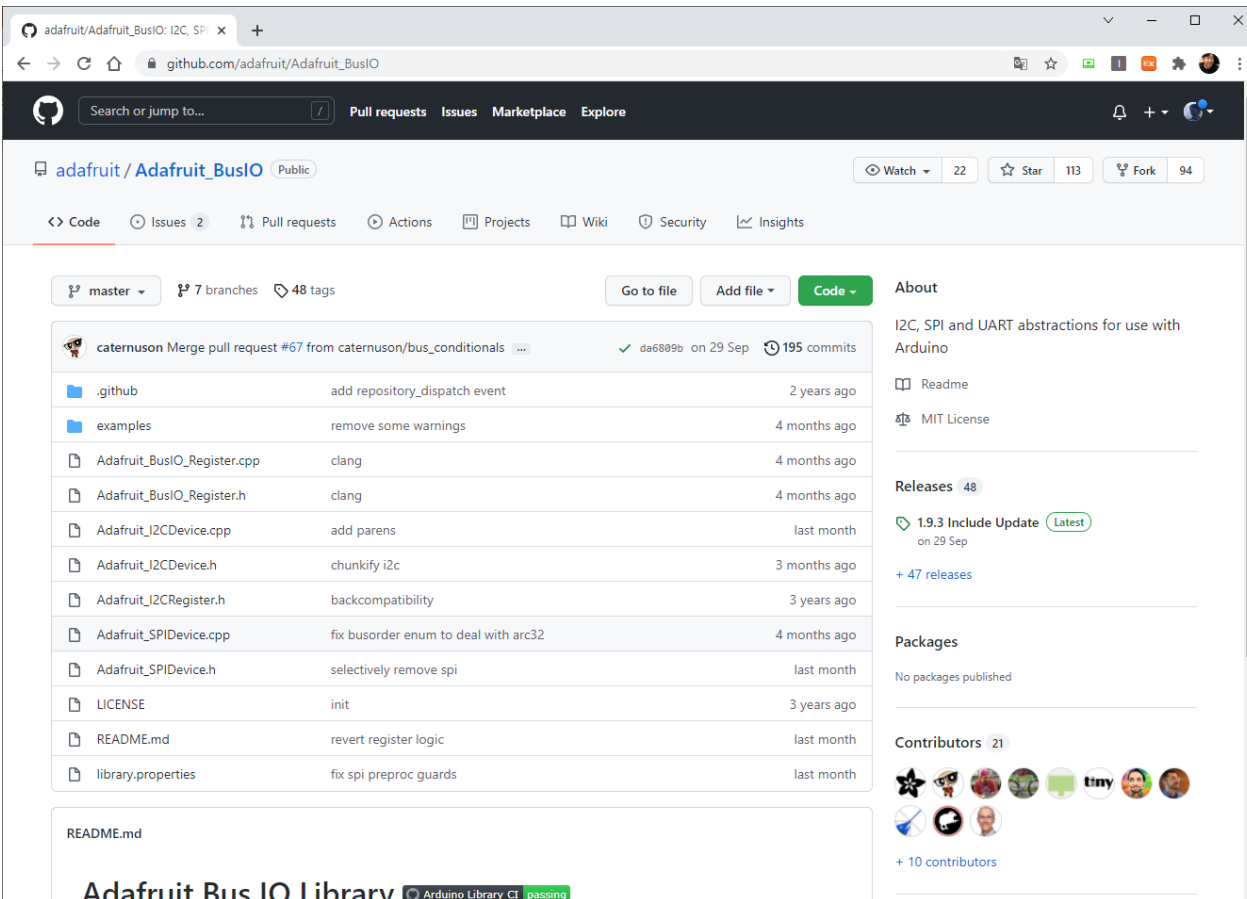 adafruit/Adafruit_BusIO: I2C, SPI
github.com/adafruit/Adafruit_BusIO
Search or jump to... / Pull requests Issues Marketplace Explore
adafruit / Adafruit_BusIO Public Watch 22 Star 113 Fork 94
<> Code Issues 2 Pull requests Actions Projects Wiki Security Insights
master 7 branches 48 tags Go to file Add file Code
caternuson Merge pull request #67 from caternuson/bus_conditionals ... da6809b on 29 Sep 195 commits
.github add repository_dispatch event 2 years ago
examples remove some warnings 4 months ago
Adafruit_BusIO_Register.cpp clang 4 months ago
Adafruit_BusIO_Register.h clang 4 months ago
Adafruit_I2CDevice.cpp add parens last month
Adafruit_I2CDevice.h chunkify i2c 3 months ago
Adafruit_I2CRegister.h backcompatibility 3 years ago
Adafruit_SPIDevice.cpp fix busorder enum to deal with arc32 4 months ago
Adafruit_SPIDevice.h selectively remove spi last month
LICENSE init 3 years ago
README.md revert register logic last month
library.properties fix spi preproc guards last month
README.md
Adafruit Bus IO Library Arduino Library CI passing
About
I2C, SPI and UART abstractions for use with
Arduino
Readme
MIT License
Releases 48
1.9.3 Include Update Latest
on 29 Sep
+ 47 releases
Packages
No packages published
Contributors 21
tiny
+ 10 contributors